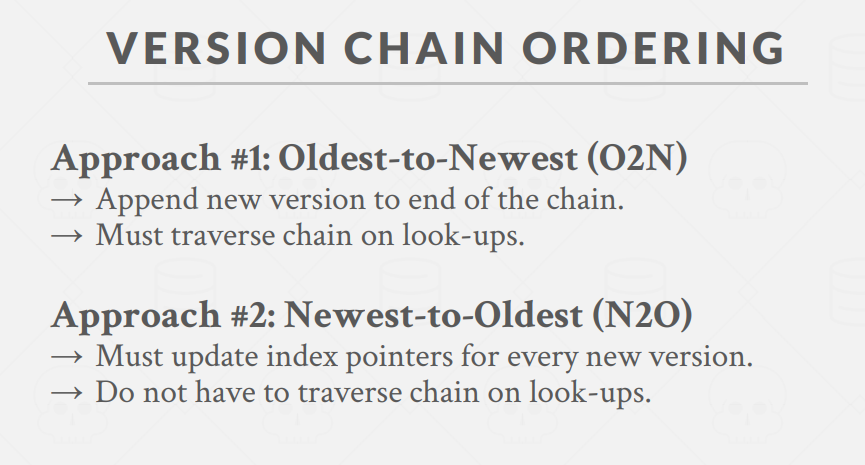 VERSION CHAIN ORDERING
Approach #1: Oldest-to-Newest (O2N)
→ Append new version to end of the chain.
→ Must traverse chain on look-ups.
Approach #2: Newest-to-Oldest (N2O)
→ Must update index pointers for every new version.
→ Do not have to traverse chain on look-ups.